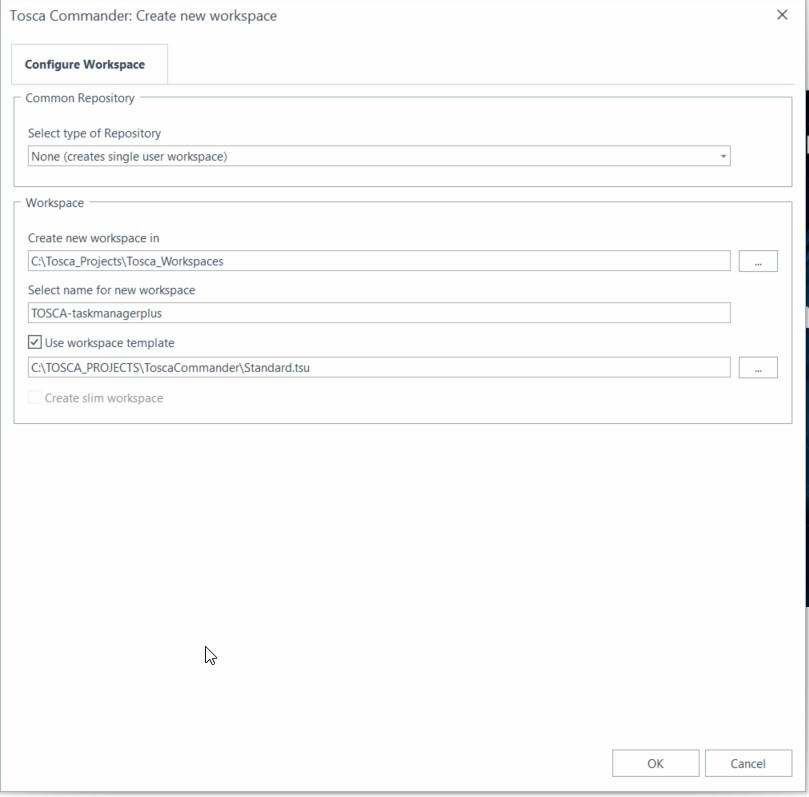 Tosca Commander: Create new workspace
Configure Workspace
Common Repository
Select type of Repository
None (creates single user workspace)
Workspace
Create new workspace in
C:\Tosca_Projects\Tosca_Workspaces
...
Select name for new workspace
TOSCA-taskmanagerplus
Use workspace template
C:\TOSCA_PROJECTS\ToscaCommander\Standard.tsu
...
Create slim workspace
OK
Cancel